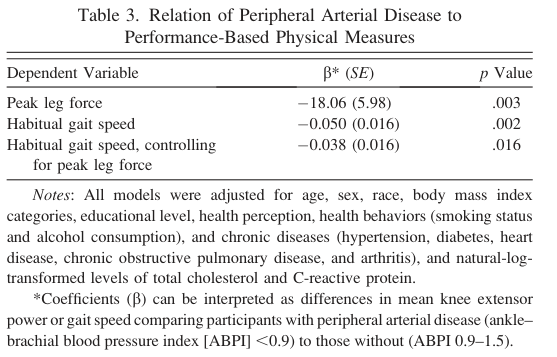 Table 3. Relation of Peripheral Arterial Disease to
Performance-Based Physical Measures
Dependent Variable β* (SE) p Value
Peak leg force −18.06 (5.98) .003
Habitual gait speed −0.050 (0.016) .002
Habitual gait speed, controlling −0.038 (0.016) .016
for peak leg force
Notes: All models were adjusted for age, sex, race, body mass index
categories, educational level, health perception, health behaviors (smoking status
and alcohol consumption), and chronic diseases (hypertension, diabetes, heart
disease, chronic obstructive pulmonary disease, and arthritis), and natural-log-
transformed levels of total cholesterol and C-reactive protein.
*Coefficients (β) can be interpreted as differences in mean knee extensor
power or gait speed comparing participants with peripheral arterial disease (ankle–
brachial blood pressure index [ABPI] <0.9) to those without (ABPI 0.9–1.5).